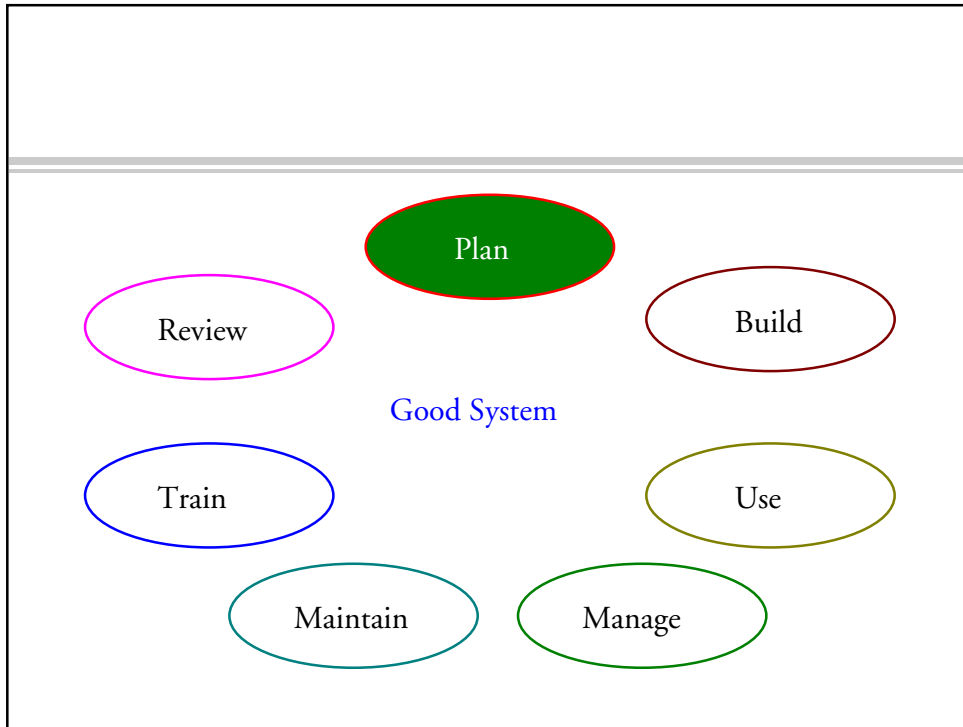 Plan
Review
Build
Good System
Train
Use
Maintain
Manage